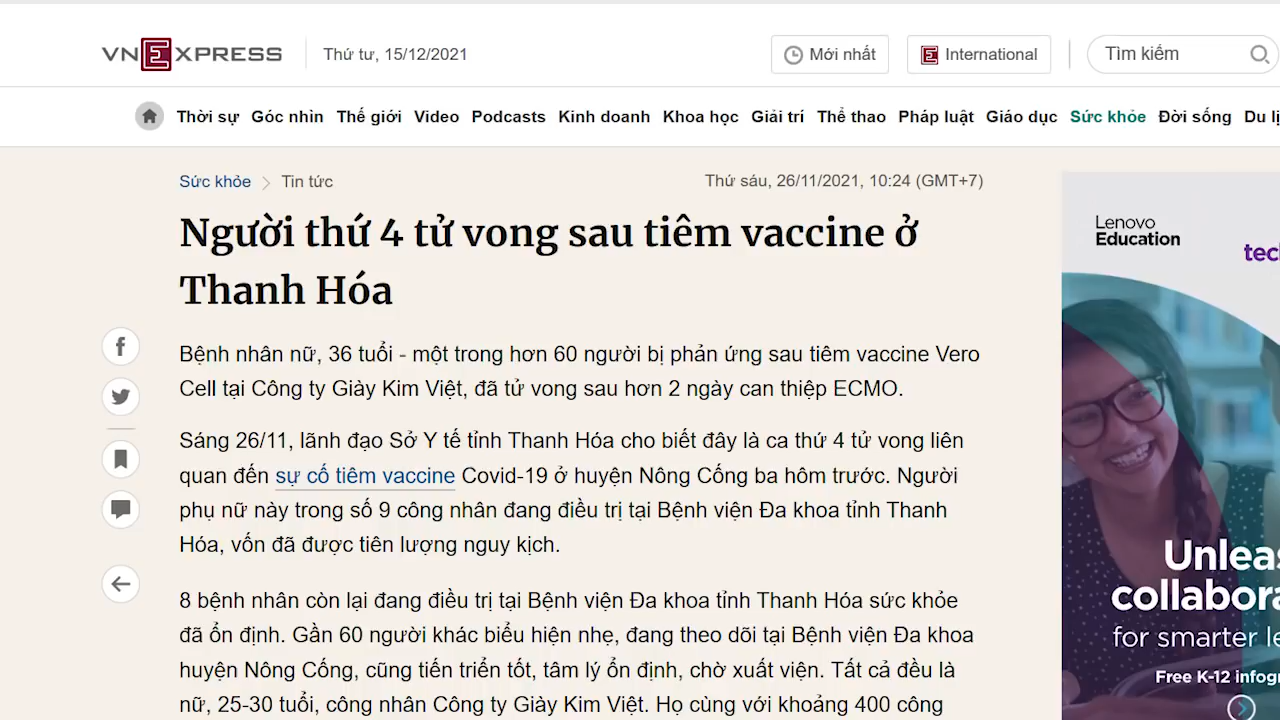 VNEXPRESS
Thứ tư, 15/12/2021
Mới nhất
International
Tìm kiếm
Thời sự Góc nhìn Thế giới Video Podcasts Kinh doanh Khoa học Giải trí Thể thao Pháp luật Giáo dục Sức khỏe Đời sống Du lị
Sức khỏe > Tin tức
Thứ sáu, 26/11/2021, 10:24 (GMT+7)
Người thứ 4 tử vong sau tiêm vaccine ở
Thanh Hóa
Bệnh nhân nữ, 36 tuổi - một trong hơn 60 người bị phản ứng sau tiêm vaccine Vero
Cell tại Công ty Giày Kim Việt, đã tử vong sau hơn 2 ngày can thiệp ECMO.
Sáng 26/11, lãnh đạo Sở Y tế tỉnh Thanh Hóa cho biết đây là ca thứ 4 tử vong liên
quan đến sự cố tiêm vaccine Covid-19 ở huyện Nông Cống ba hôm trước. Người
phụ nữ này trong số 9 công nhân đang điều trị tại Bệnh viện Đa khoa tỉnh Thanh
Hóa, vốn đã được tiên lượng nguy kịch.
8 bệnh nhân còn lại đang điều trị tại Bệnh viện Đa khoa tỉnh Thanh Hóa sức khỏe
đã ổn định. Gần 60 người khác biểu hiện nhẹ, đang theo dõi tại Bệnh viện Đa khoa
huyện Nông Cống, cũng tiến triển tốt, tâm lý ổn định, chờ xuất viện. Tất cả đều là
nữ, 25-30 tuổi, công nhân Công ty Giày Kim Việt. Họ cùng với khoảng 400 công
Lenovo
Education
tec
Unleas
collabora
for smarter le
Free K-12 infogr